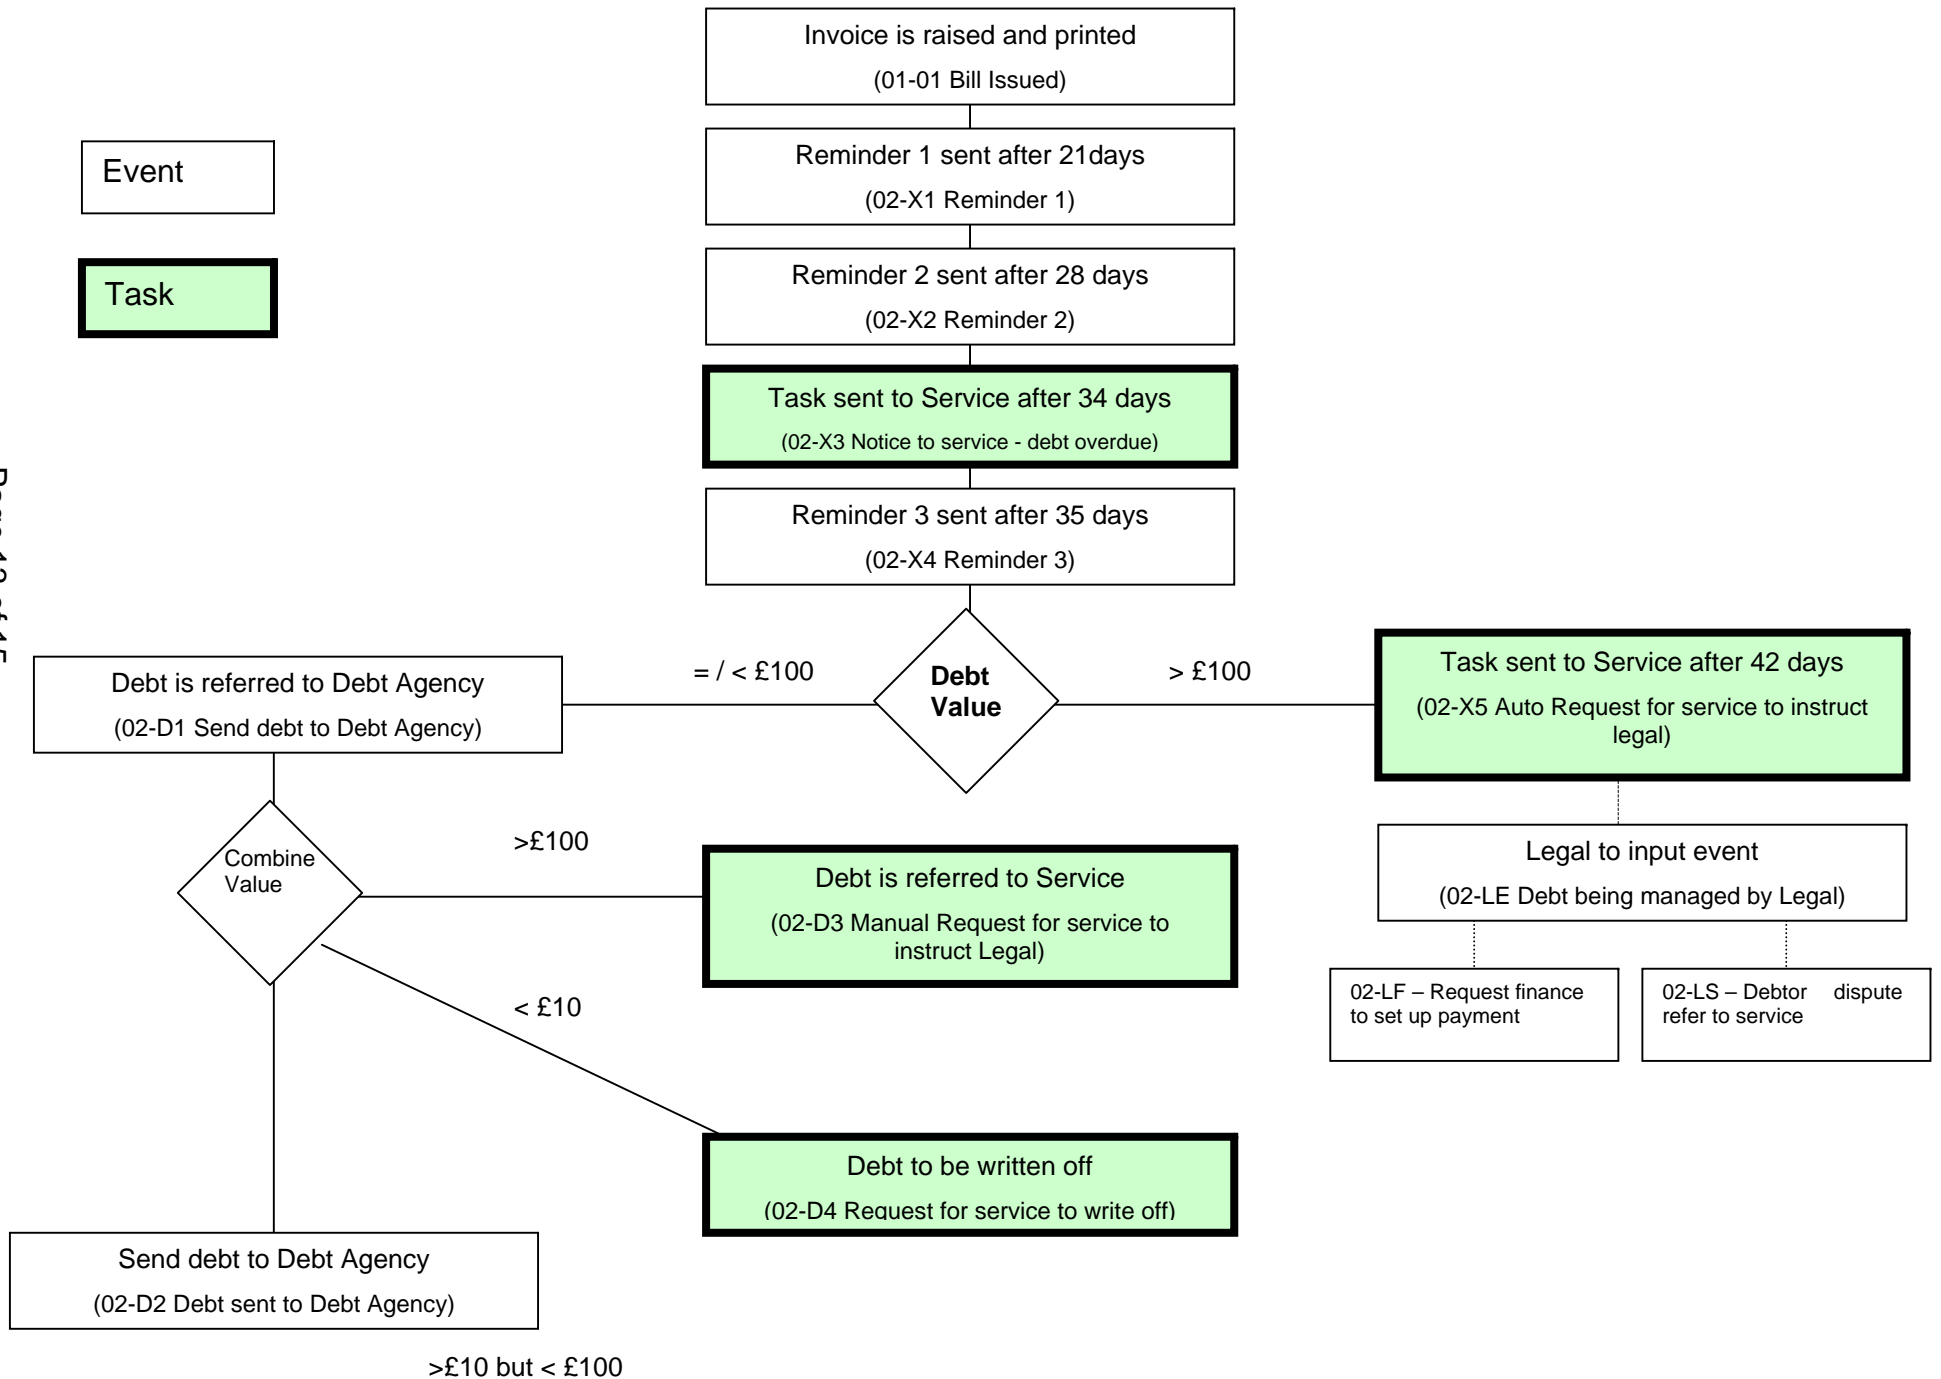 Invoice is raised and printed
(01-01 Bill Issued)
Event
Reminder 1 sent after 21days
(02-X1 Reminder 1)
Task
Reminder 2 sent after 28 days
(02-X2 Reminder 2)
Task sent to Service after 34 days
(02-X3 Notice to service - debt overdue)
Reminder 3 sent after 35 days
(02-X4 Reminder 3)
Debt
Value
= / < £100
> £100
Debt is referred to Debt Agency
(02-D1 Send debt to Debt Agency)
Task sent to Service after 42 days
(02-X5 Auto Request for service to instruct
legal)
Combine
Value
>£100
Debt is referred to Service
(02-D3 Manual Request for service to
instruct Legal)
Legal to input event
(02-LE Debt being managed by Legal)
02-LF – Request finance
to set up payment
02-LS – Debtor dispute
refer to service
< £10
Debt to be written off
(02-D4 Request for service to write off)
Send debt to Debt Agency
(02-D2 Debt sent to Debt Agency)
>£10 but < £100